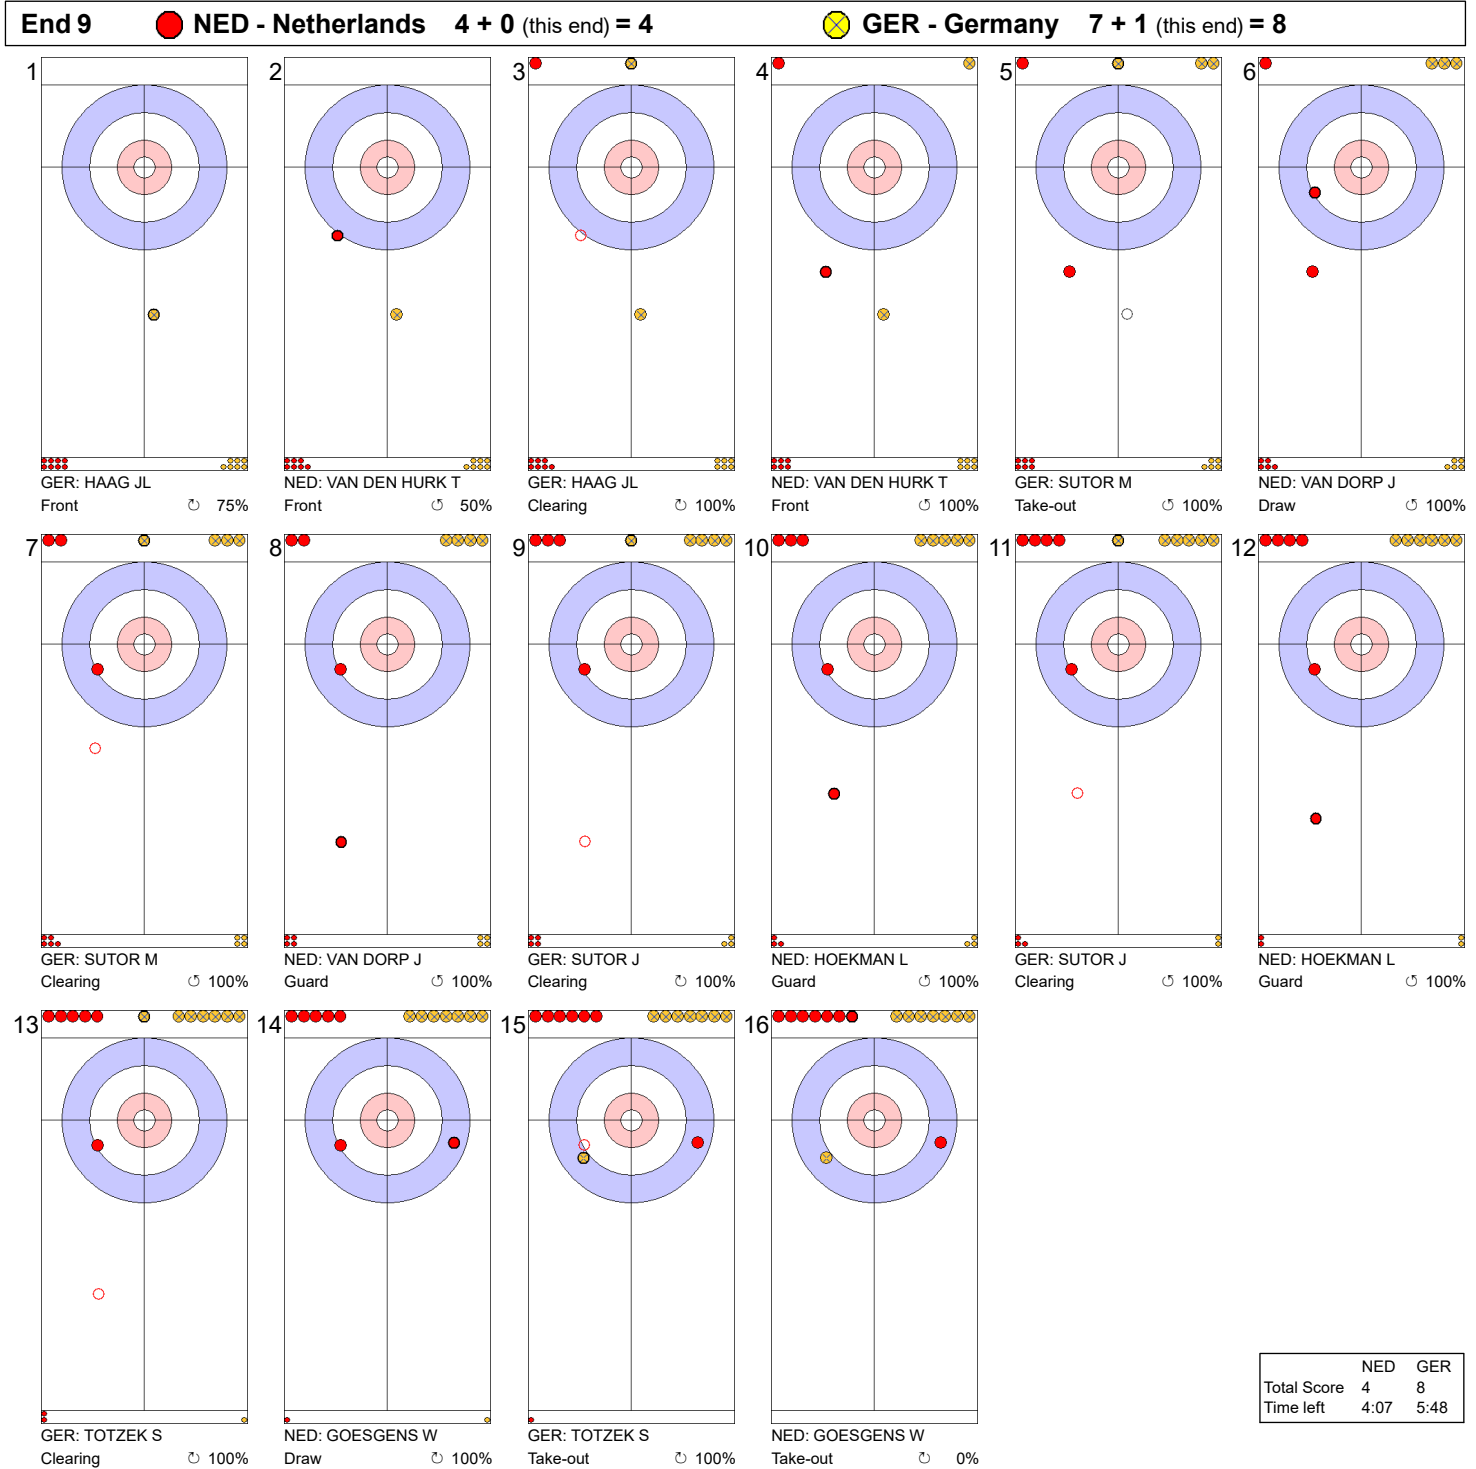 End 9 NED - Netherlands 4 + 0 (this end) = 4 GER - Germany 7 + 1 (this end) = 8
1 2 3 4 5 6
GER: HAAG JL NED: VAN DEN HURK T GER: HAAG JL NED: VAN DEN HURK T GER: SUTOR M NED: VAN DORP J
Front ↻ 75% Front ↺ 50% Clearing ↺ 100% Front ↺ 100% Take-out ↺ 100% Draw ↺ 100%
7 8 9 10 11 12
GER: SUTOR M NED: VAN DORP J GER: SUTOR J NED: HOEKMAN L GER: SUTOR J NED: HOEKMAN L
Clearing ↺ 100% Guard ↺ 100% Clearing ↺ 100% Guard ↺ 100% Clearing ↺ 100% Guard ↺ 100%
13 14 15 16
NED GER
Total Score 4 8
Time left 4:07 5:48
GER: TOTZEK S NED: GOESGENS W GER: TOTZEK S NED: GOESGENS W
Clearing ↻ 100% Draw ↻ 100% Take-out ↻ 100% Take-out ↻ 0%